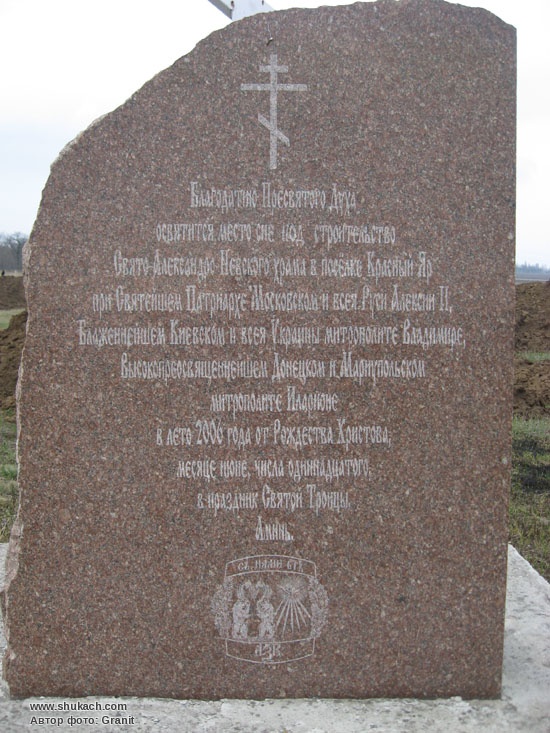 Благодатию Пресвятого Духа
освятится место сие под строительство
Свято-Александро-Невского храма в поселке Красный Яр
при Святейшем Патриархе Московском и всея Руси Алексии II,
Блаженнейшем Киевском и всея Украины митрополите Владимире,
Высокопреосвященнейшем Донецком и Мариупольском
митрополите Иларионе
в лето 2006 года от Рождества Христова,
месяце июне, числа одиннадцатого,
в праздник Святой Троицы.
Аминь.
www.shukach.com
Автор фото: Granit